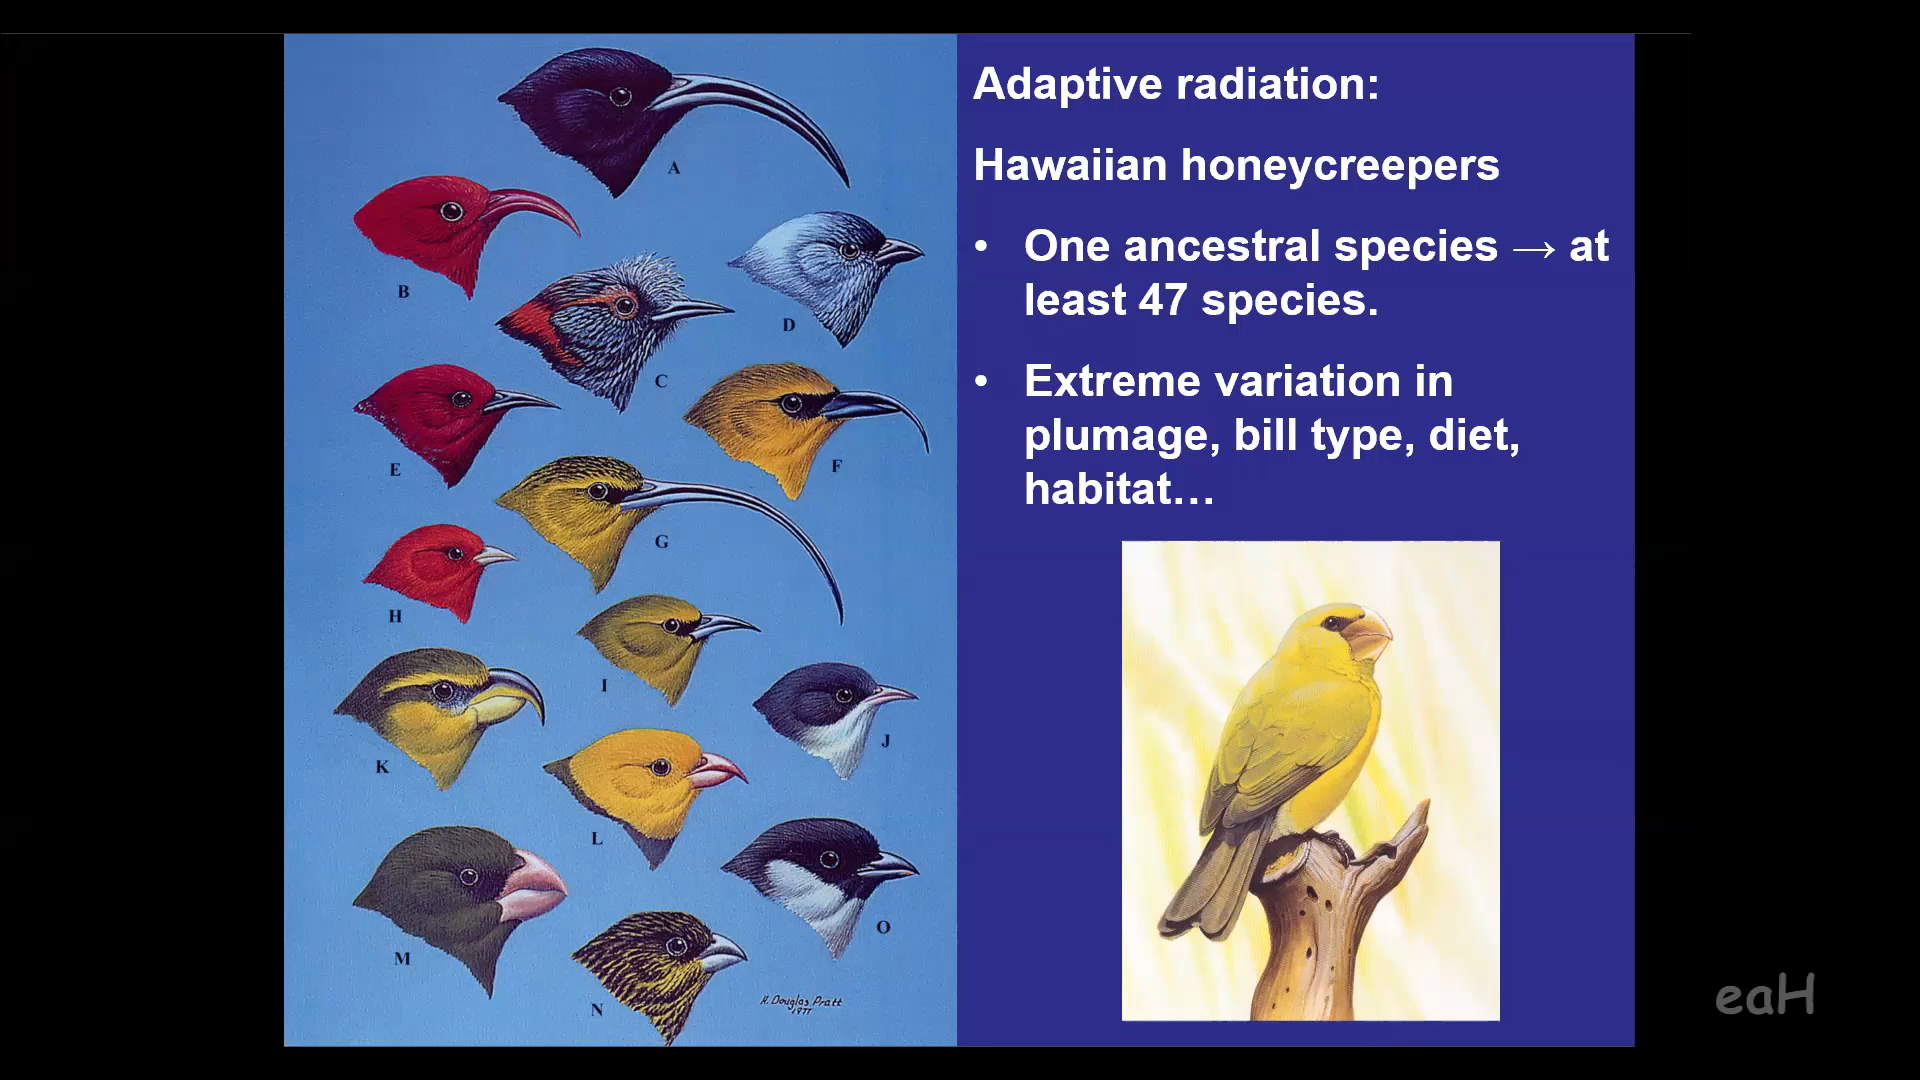 Adaptive radiation:
Hawaiian honeycreepers
• One ancestral species → at
least 47 species.
• Extreme variation in
plumage, bill type, diet,
habitat…
A
B
C
D
E
F
G
H
I
J
K
L
M
N
O
H. Douglas Pratt
1977
eaH